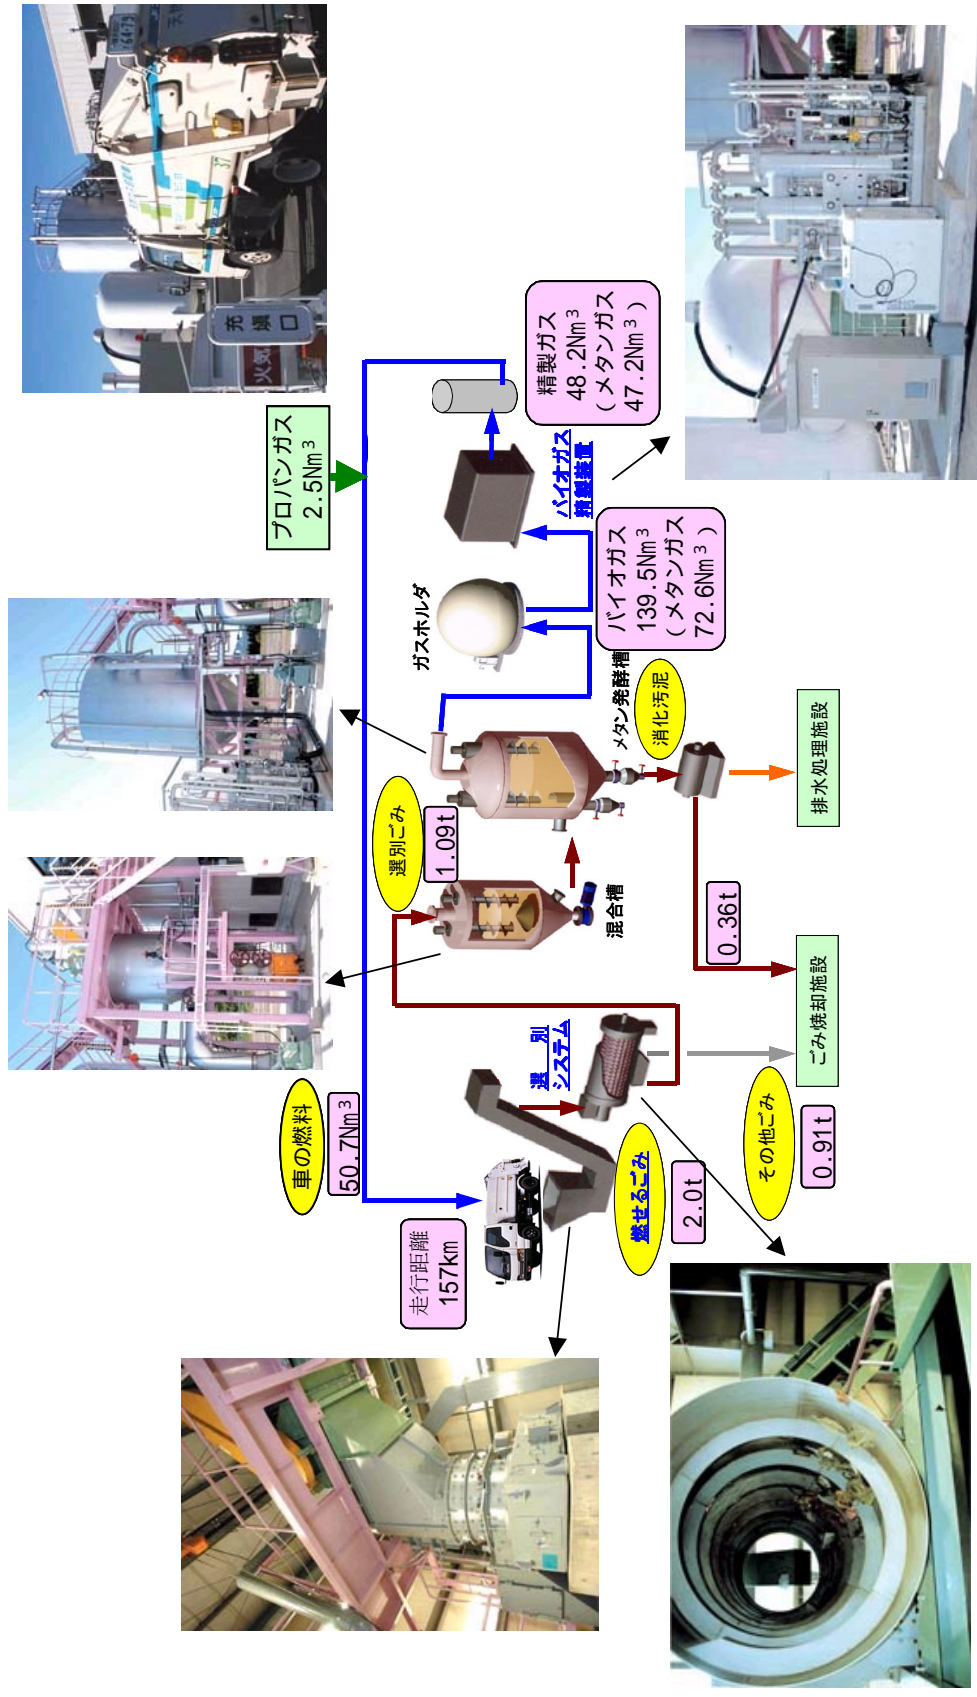 充填口
火気
64-79
37
プロパンガス
2.5Nm³
車の燃料
50.7Nm³
走行距離
157km
選別ごみ
1.09t
ガスホルダ
精製ガス
48.2Nm³
(メタンガス
47.2Nm³)
バイオガス
精製装置
バイオガス
139.5Nm³
(メタンガス
72.6Nm³)
メタン発酵槽
消化汚泥
混合槽
選 別
システム
燃せるごみ
2.0t
0.36t
その他ごみ
0.91t
ごみ焼却施設
排水処理施設